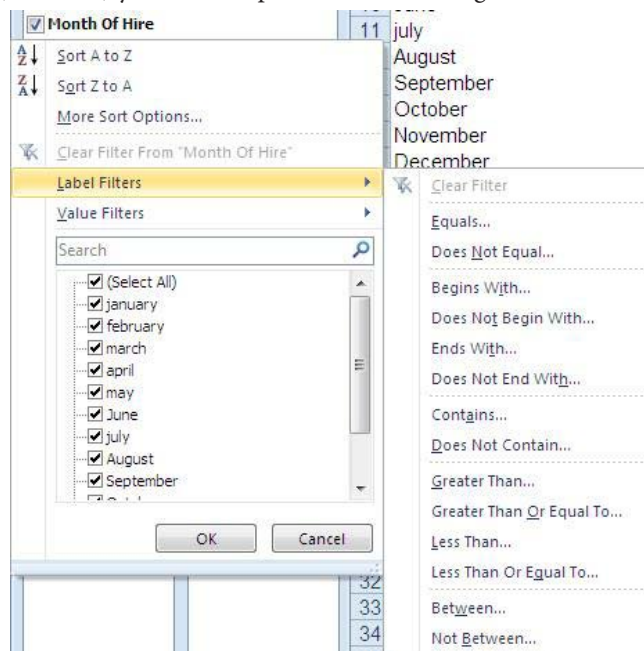 Month Of Hire
Sort A to Z
Sort Z to A
More Sort Options...
Clear Filter From "Month Of Hire"
Label Filters
Value Filters
Search
(Select All)
january
february
march
april
may
June
july
August
September
OK
Cancel
11 july
August
September
October
November
December
Clear Filter
Equals...
Does Not Equal...
Begins With...
Does Not Begin With...
Ends With...
Does Not End With...
Contains...
Does Not Contain...
Greater Than...
Greater Than Or Equal To...
Less Than...
Less Than Or Equal To...
Between...
Not Between...
32
33
34